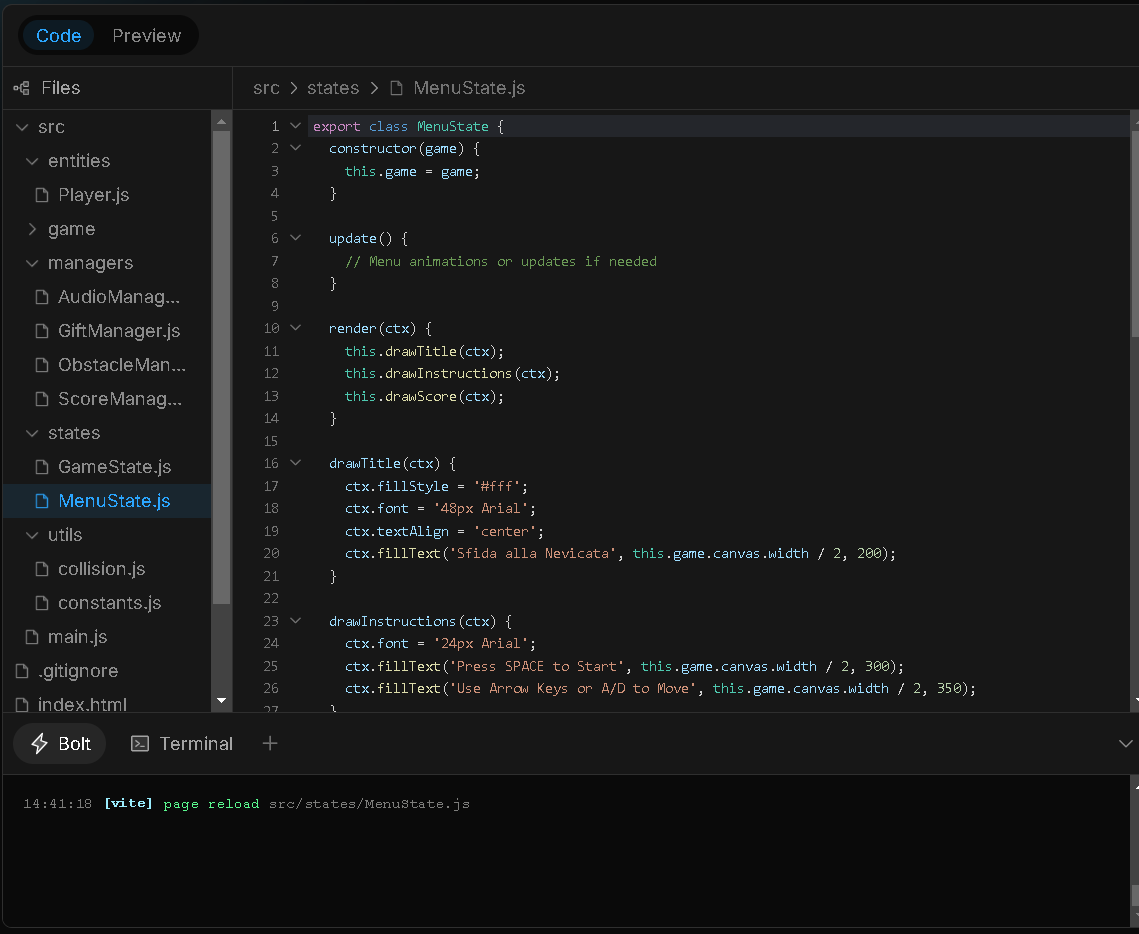 Code Preview
Files
src > states > MenuState.js
src
entities
Player.js
game
managers
AudioManag...
GiftManager.js
ObstacleMan...
ScoreManag...
states
GameState.js
MenuState.js
utils
collision.js
constants.js
main.js
.gitignore
index.html
1 export class MenuState {
2 constructor(game) {
3 this.game = game;
4 }
5
6 update() {
7 // Menu animations or updates if needed
8 }
9
10 render(ctx) {
11 this.drawTitle(ctx);
12 this.drawInstructions(ctx);
13 this.drawScore(ctx);
14 }
15
16 drawTitle(ctx) {
17 ctx.fillStyle = '#fff';
18 ctx.font = '48px Arial';
19 ctx.textAlign = 'center';
20 ctx.fillText('Sfida alla Nevicata', this.game.canvas.width / 2, 200);
21 }
22
23 drawInstructions(ctx) {
24 ctx.font = '24px Arial';
25 ctx.fillText('Press SPACE to Start', this.game.canvas.width / 2, 300);
26 ctx.fillText('Use Arrow Keys or A/D to Move', this.game.canvas.width / 2, 350);
27 }
Bolt Terminal +
14:41:18 [vite] page reload src/states/MenuState.js